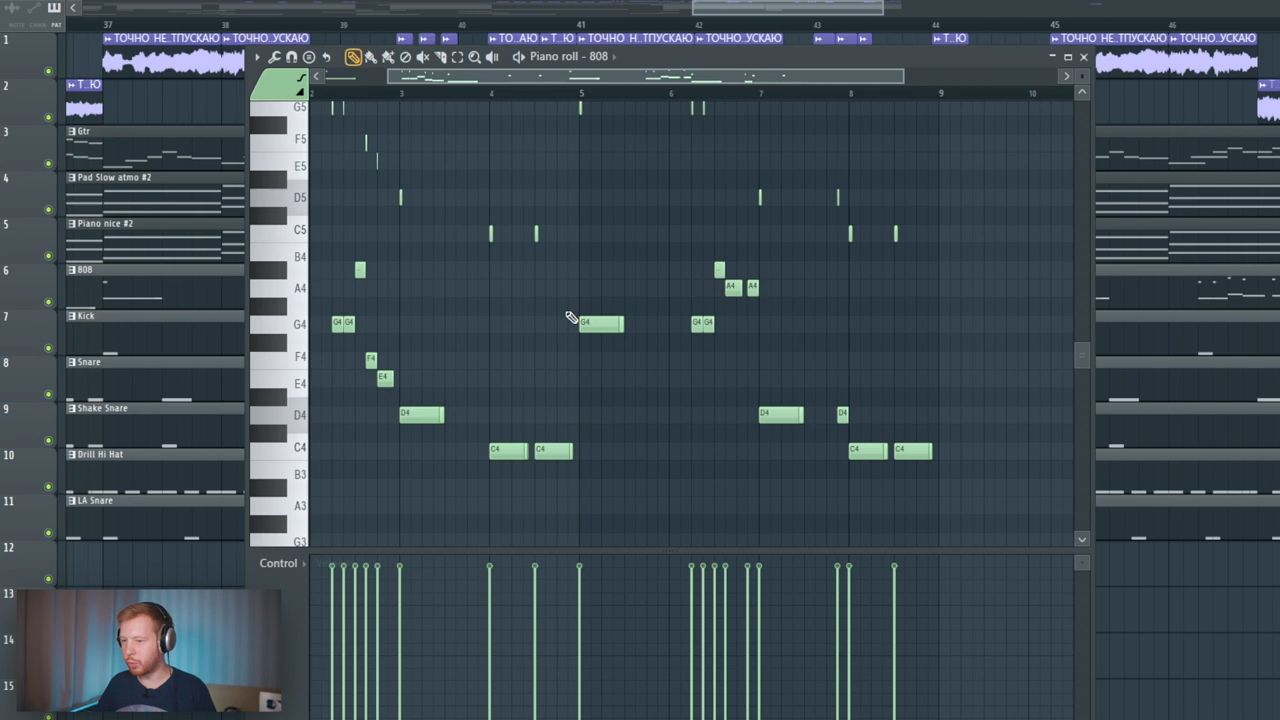 NOTE CHAN PAT
37 38 39 40 41 42 43 44 45 46
1 ТОЧНО НЕ..ТПУСКАЮ ТОЧНО..УСКАЮ ТО..АЮ Т..Ю ТОЧНО Н..ТПУСКАЮ ТОЧНО..УСКАЮ Т..Ю ТОЧНО НЕ..ТПУСКАЮ ТОЧНО..УСКАЮ
Piano roll - 808
2 Т..Ю
2 3 4 5 6 7 8 9 10
G5
3 Gtr
F5
E5
4 Pad Slow atmo #2
D5
5 Piano nice #2
C5
B4
6 808
A4 A4 A4
7 Kick
G4 G4 G4 G4 G4 G4
F4 F4
8 Snare
E4 E4
9 Shake Snare
D4 D4 D4 D4
C4 C4 C4 C4 C4
10 Drill Hi Hat
B3
11 LA Snare
A3
G3
12
Control
13
14
15